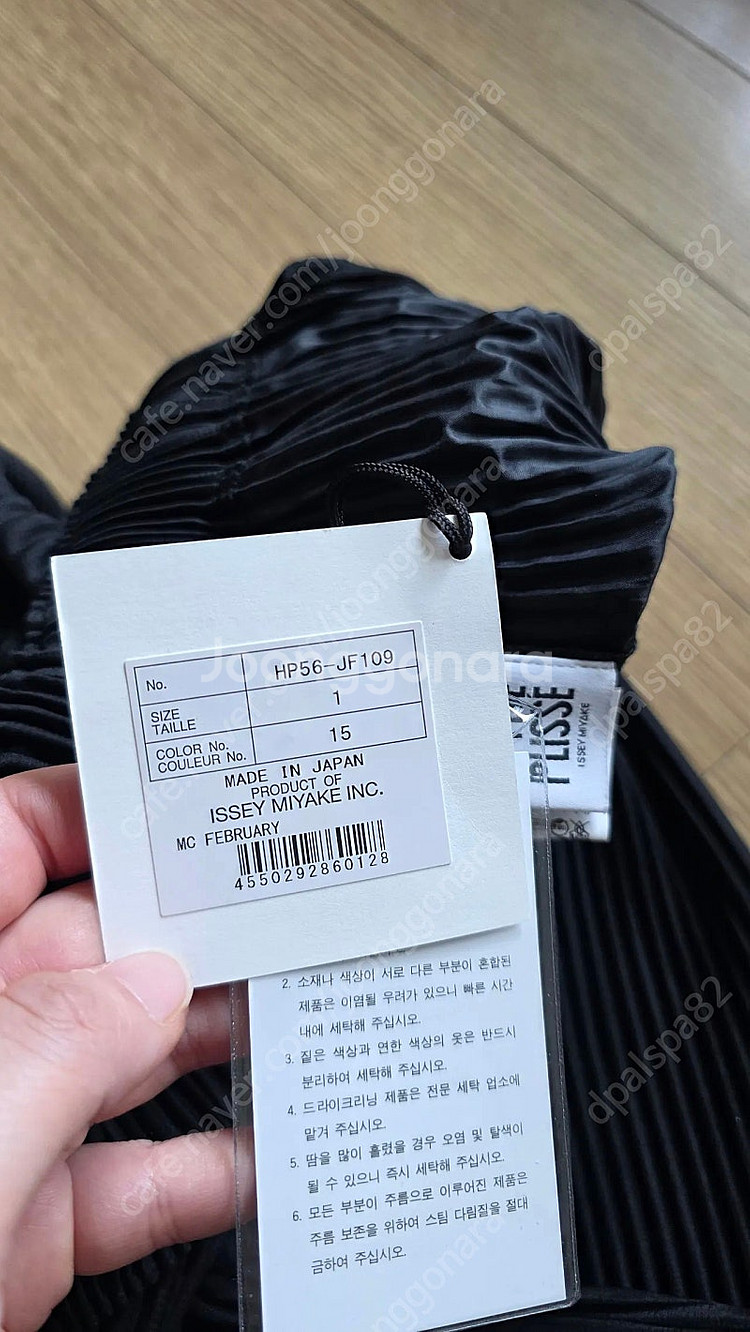 No. HP56-JF109
SIZE
TAILLE 1
COLOR No.
COULEUR No. 15
MADE IN JAPAN
PRODUCT OF
ISSEY MIYAKE INC.
MC FEBRUARY
4550292860128
PLISSE
ISSEY MIYAKE
2. 소재나 색상이 서로 다른 부분이 혼합된
제품은 이염될 우려가 있으니 빠른 시간
내에 세탁해 주십시오.
3. 짙은 색상과 연한 색상의 옷은 반드시
분리하여 세탁해 주십시오.
4. 드라이크리닝 제품은 전문 세탁 업소에
맡겨 주십시오.
5. 땀을 많이 흘렸을 경우 오염 및 탈색이
될 수 있으니 즉시 세탁해 주십시오.
6. 모든 부분이 주름으로 이루어진 제품은
주름 보존을 위하여 스팀 다림질을 절대
금하여 주십시오.
Joonggonara
cafe.naver.com/joonggonara
dpalspa82
dpalspa82
dpalspa82